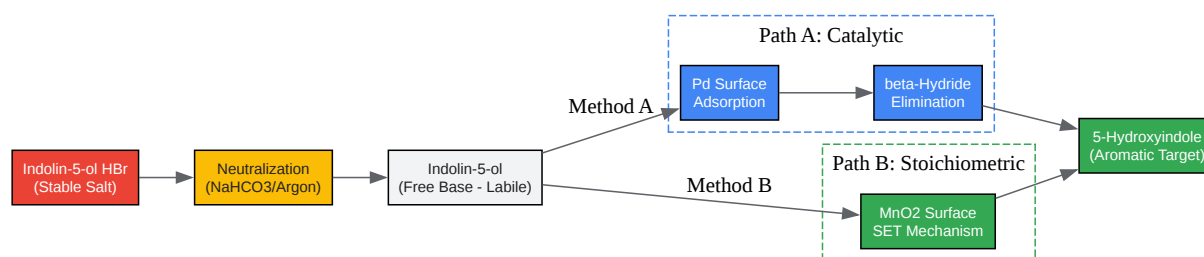 Indolin-5-ol HBr
(Stable Salt)
Neutralization
(NaHCO3/Argon)
Indolin-5-ol
(Free Base - Labile)
Method A
Path A: Catalytic
Pd Surface
Adsorption
beta-Hydride
Elimination
Method B
Path B: Stoichiometric
MnO2 Surface
SET Mechanism
5-Hydroxyindole
(Aromatic Target)